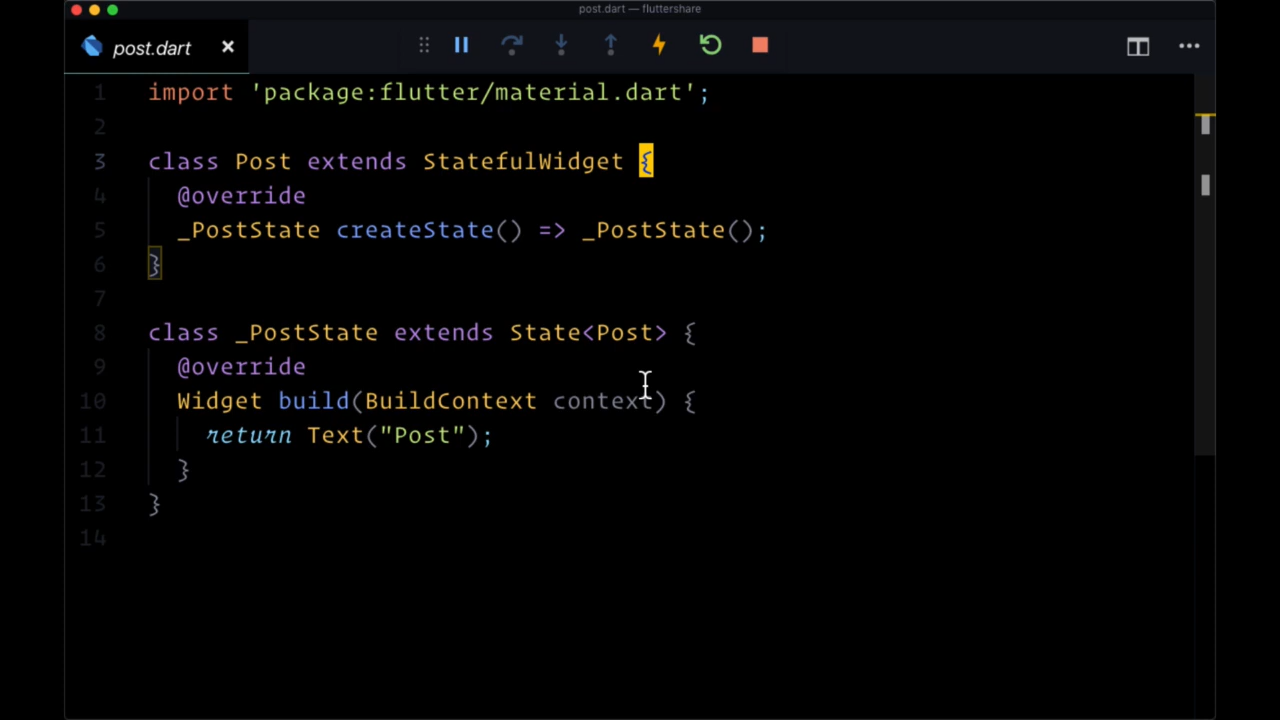 post.dart — fluttershare
post.dart
1 import 'package:flutter/material.dart';
2
3 class Post extends StatefulWidget {
4 @override
5 _PostState createState() => _PostState();
6 }
7
8 class _PostState extends State<Post> {
9 @override
10 Widget build(BuildContext context) {
11 return Text("Post");
12 }
13 }
14